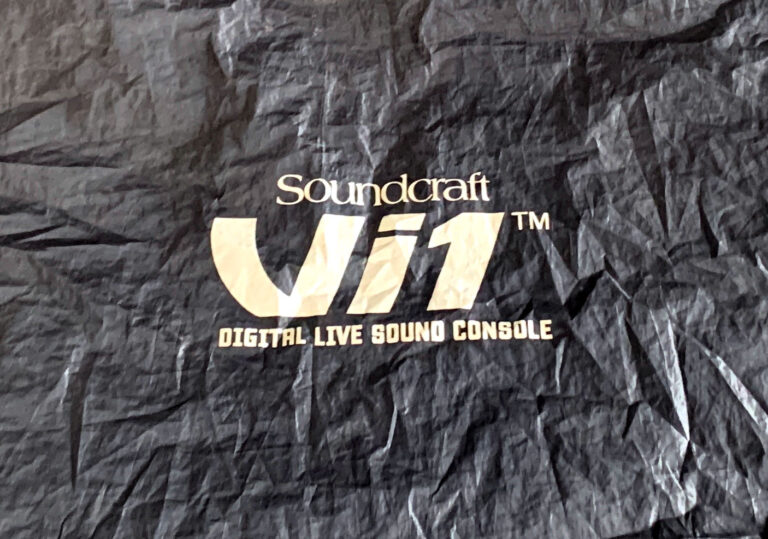 Soundcraft
Vi1™
DIGITAL LIVE SOUND CONSOLE